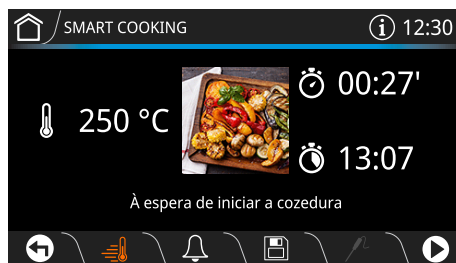 SMART COOKING
12:30
250 °C
00:27'
13:07
À espera de iniciar a cozedura